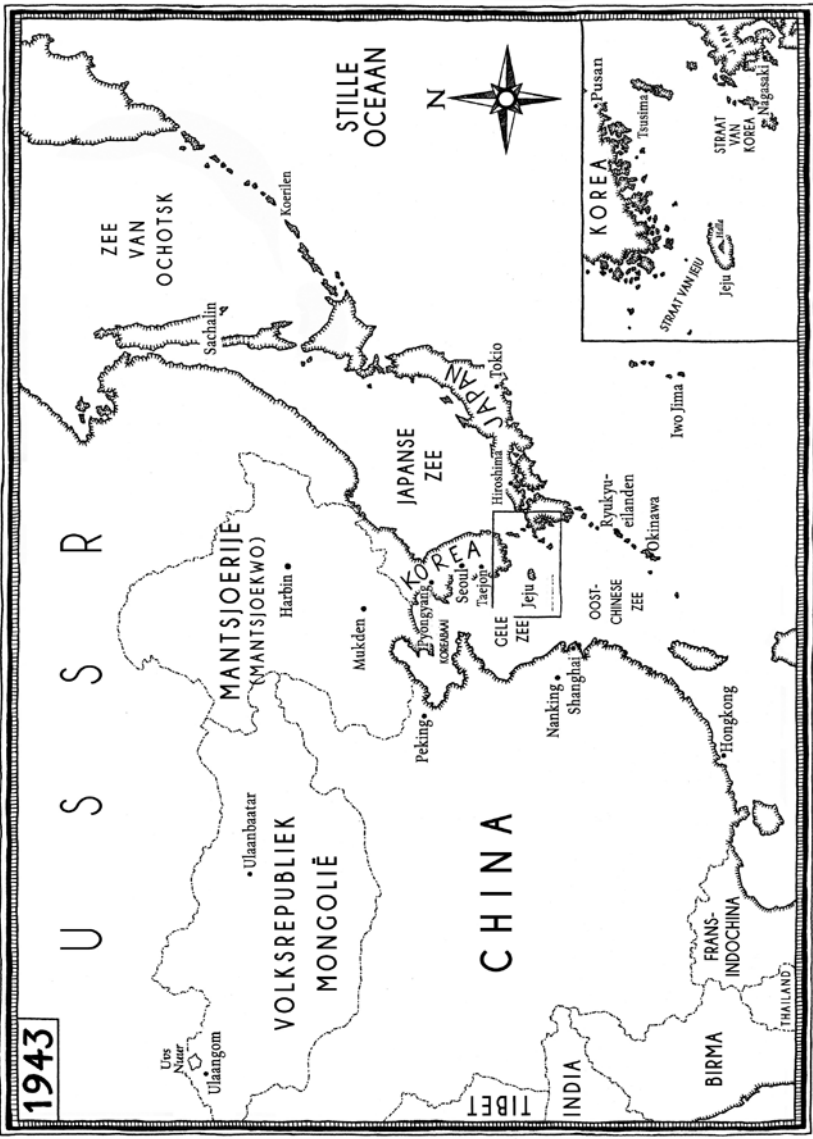 1943
U S S R
Uvs
Nuur
Ulaangom
VOLKSREPUBLIEK
MONGOLIË
Ulaanbaatar
MANTSJOERIJE
(MANTSJOEKWO)
Harbin
Mukden
ZEE
VAN
OCHOTSK
Sachalin
Koerilen
STILLE
OCEAAN
N
JAPANSE
ZEE
JAPAN
Tokio
Hiroshima
KOREA
Pyongyang
Seoul
Taejon
KOREABAAI
Jeju
GELE
ZEE
Peking
Nanking
Shanghai
OOST-
CHINESE
ZEE
Ryukyu-
eilanden
Okinawa
Iwo Jima
CHINA
Hongkong
TIBET
INDIA
BIRMA
FRANS-
INDOCHINA
THAILAND
KOREA
Pusan
Tsusima
JAPAN
Nagasaki
STRAAT
VAN
KOREA
STRAAT VAN JEJU
Jeju
Halla